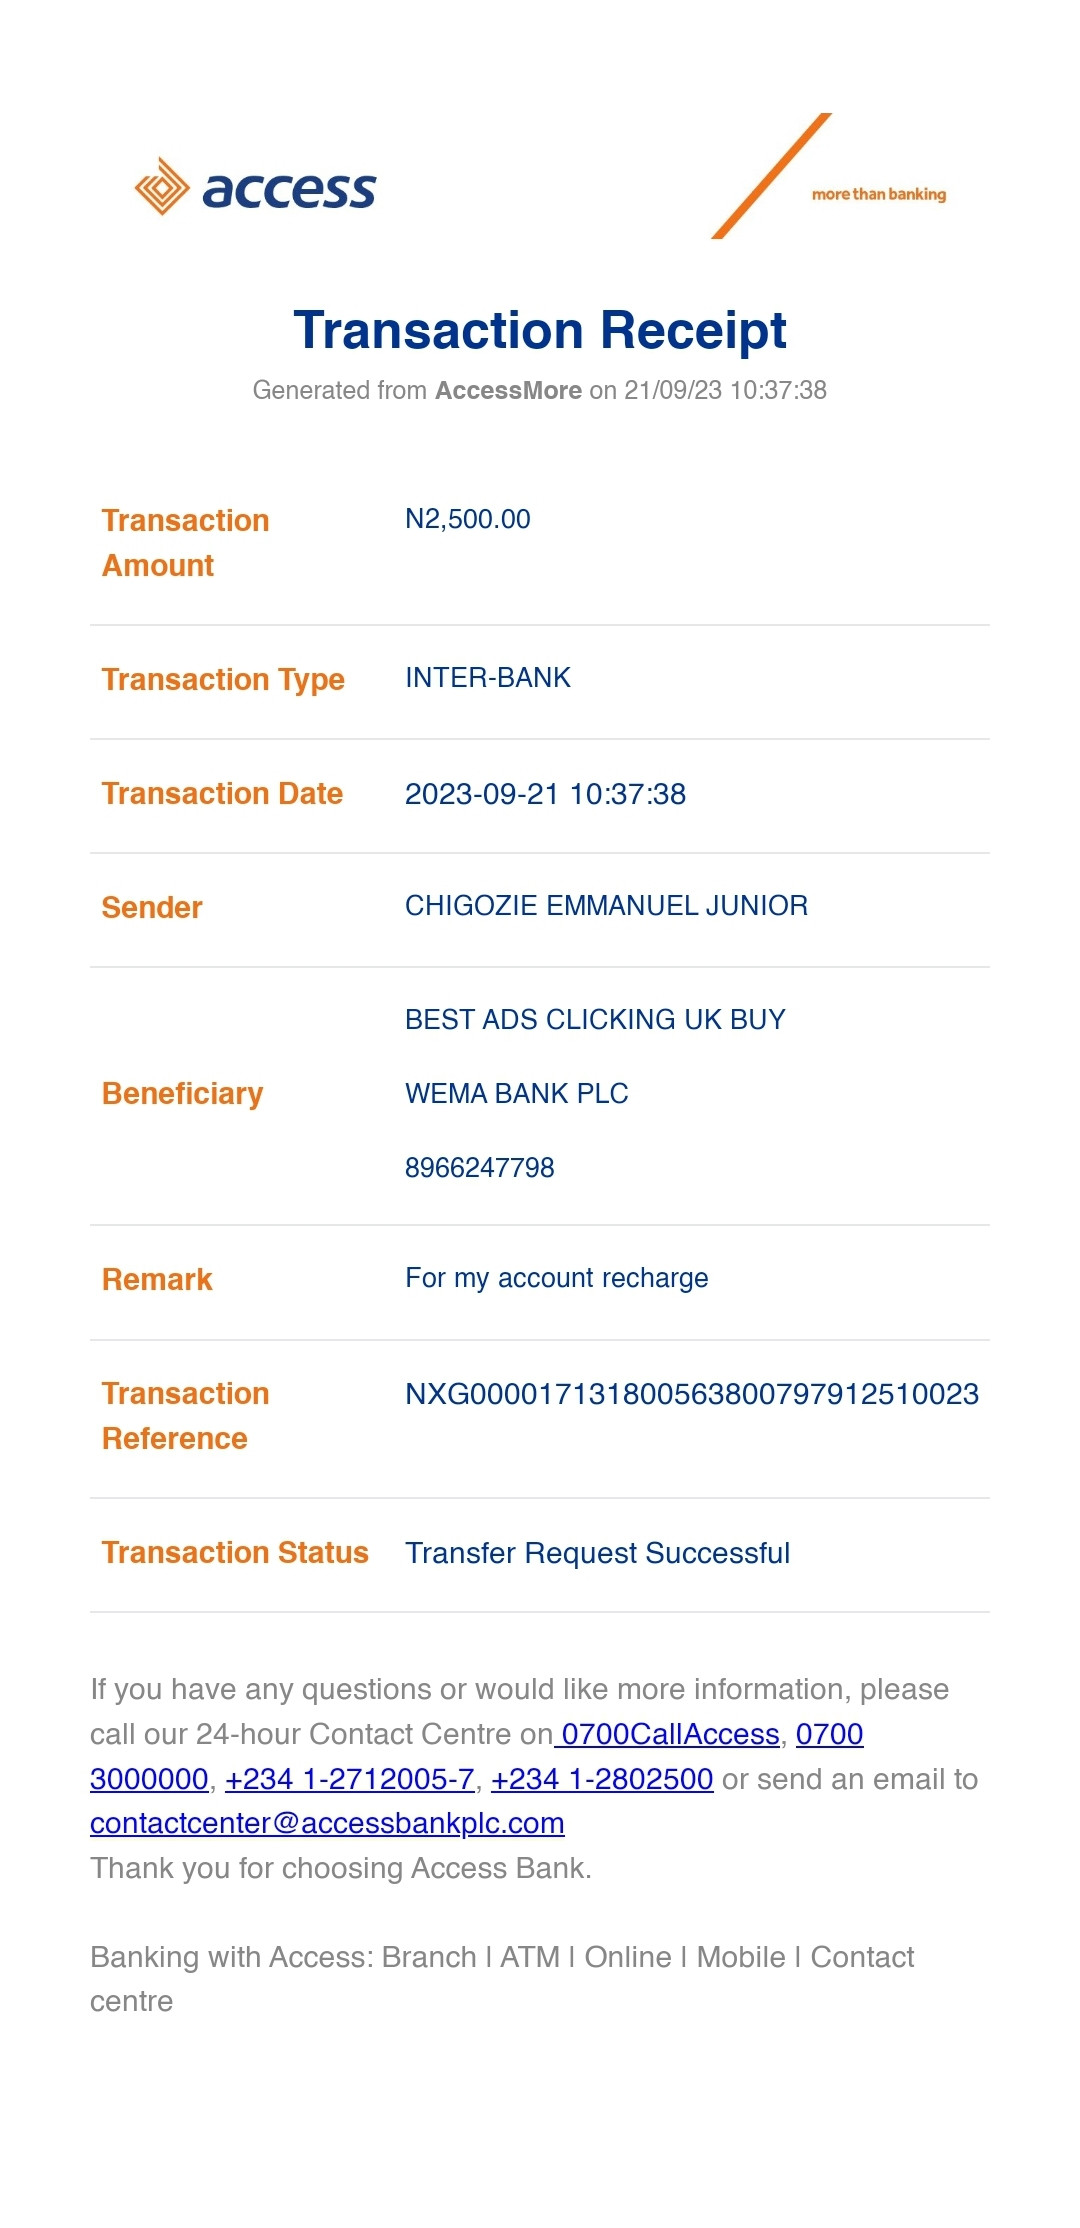 access
more than banking
Transaction Receipt
Generated from AccessMore on 21/09/23 10:37:38
Transaction
Amount
N2,500.00
Transaction Type
INTER-BANK
Transaction Date
2023-09-21 10:37:38
Sender
CHIGOZIE EMMANUEL JUNIOR
Beneficiary
BEST ADS CLICKING UK BUY
WEMA BANK PLC
8966247798
Remark
For my account recharge
Transaction
Reference
NXG000017131800563800797912510023
Transaction Status
Transfer Request Successful
If you have any questions or would like more information, please
call our 24-hour Contact Centre on 0700CallAccess, 0700
3000000, +234 1-2712005-7, +234 1-2802500 or send an email to
contactcenter@accessbankplc.com
Thank you for choosing Access Bank.
Banking with Access: Branch | ATM | Online | Mobile | Contact
centre